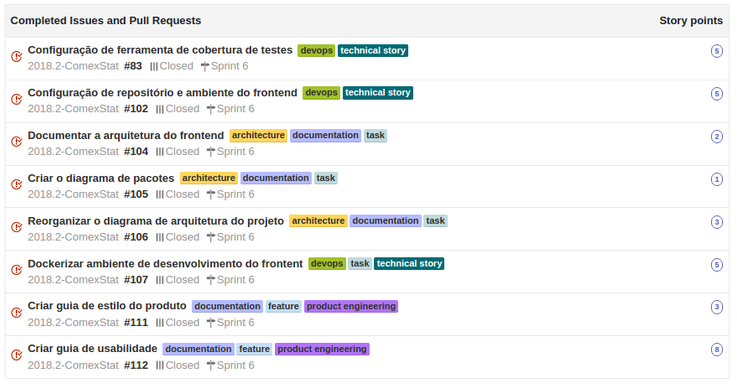 Completed Issues and Pull Requests Story points
Configuração de ferramenta de cobertura de testes devops technical story 5
2018.2-ComexStat #83 Closed Sprint 6
Configuração de repositório e ambiente do frontend devops technical story 5
2018.2-ComexStat #102 Closed Sprint 6
Documentar a arquitetura do frontend architecture documentation task 2
2018.2-ComexStat #104 Closed Sprint 6
Criar o diagrama de pacotes architecture documentation task 1
2018.2-ComexStat #105 Closed Sprint 6
Reorganizar o diagrama de arquitetura do projeto architecture documentation task 3
2018.2-ComexStat #106 Closed Sprint 6
Dockerizar ambiente de desenvolvimento do frontent devops task technical story 5
2018.2-ComexStat #107 Closed Sprint 6
Criar guia de estilo do produto documentation feature product engineering 3
2018.2-ComexStat #111 Closed Sprint 6
Criar guia de usabilidade documentation feature product engineering 8
2018.2-ComexStat #112 Closed Sprint 6